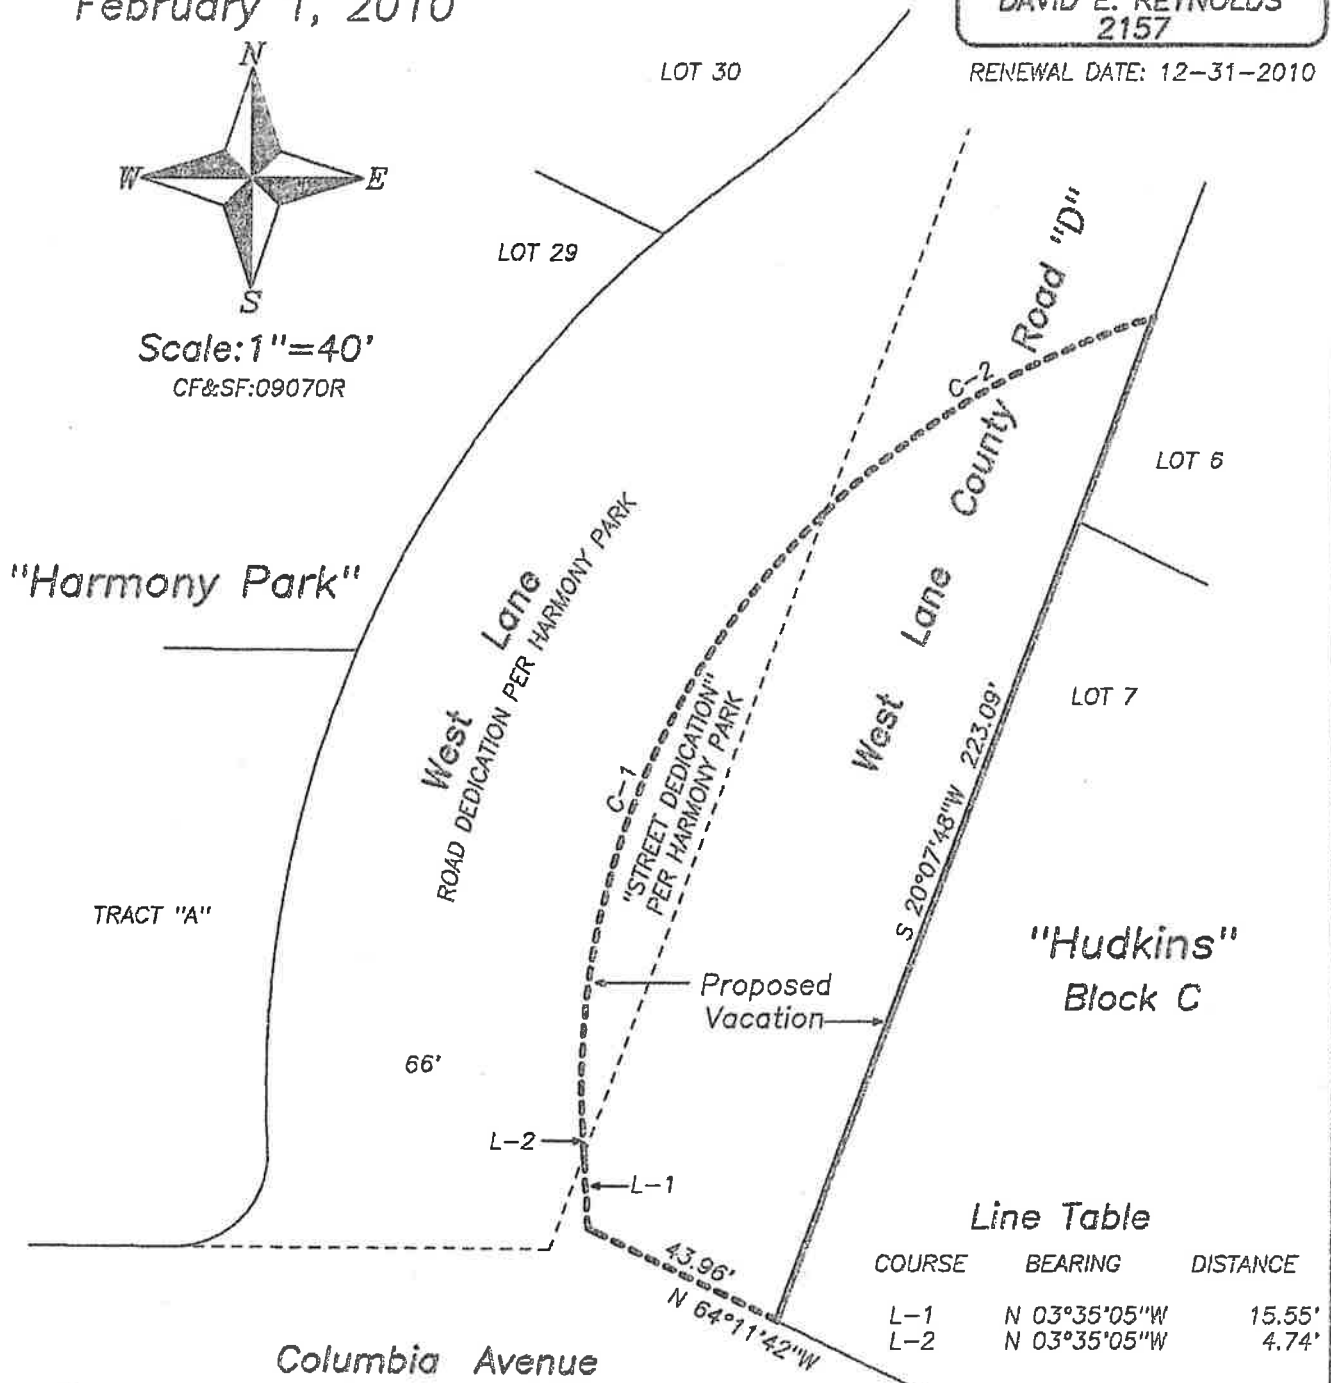 February 1, 2010
DAVID E. REYNOLDS
2157
RENEWAL DATE: 12-31-2010
N
W E
S
Scale: 1"=40'
CF&SF:09070R
LOT 30
LOT 29
"Harmony Park"
West Lane
ROAD DEDICATION PER HARMONY PARK
West Lane County Road "D"
C-2
LOT 6
LOT 7
C-1
"STREET DEDICATION"
PER HARMONY PARK
S 20°07'48"W 223.09'
TRACT "A"
"Hudkins"
Block C
Proposed
Vacation
66'
L-2
L-1
43.96'
N 64°11'42"W
Columbia Avenue
Line Table
COURSE BEARING DISTANCE
L-1 N 03°35'05"W 15.55'
L-2 N 03°35'05"W 4.74'